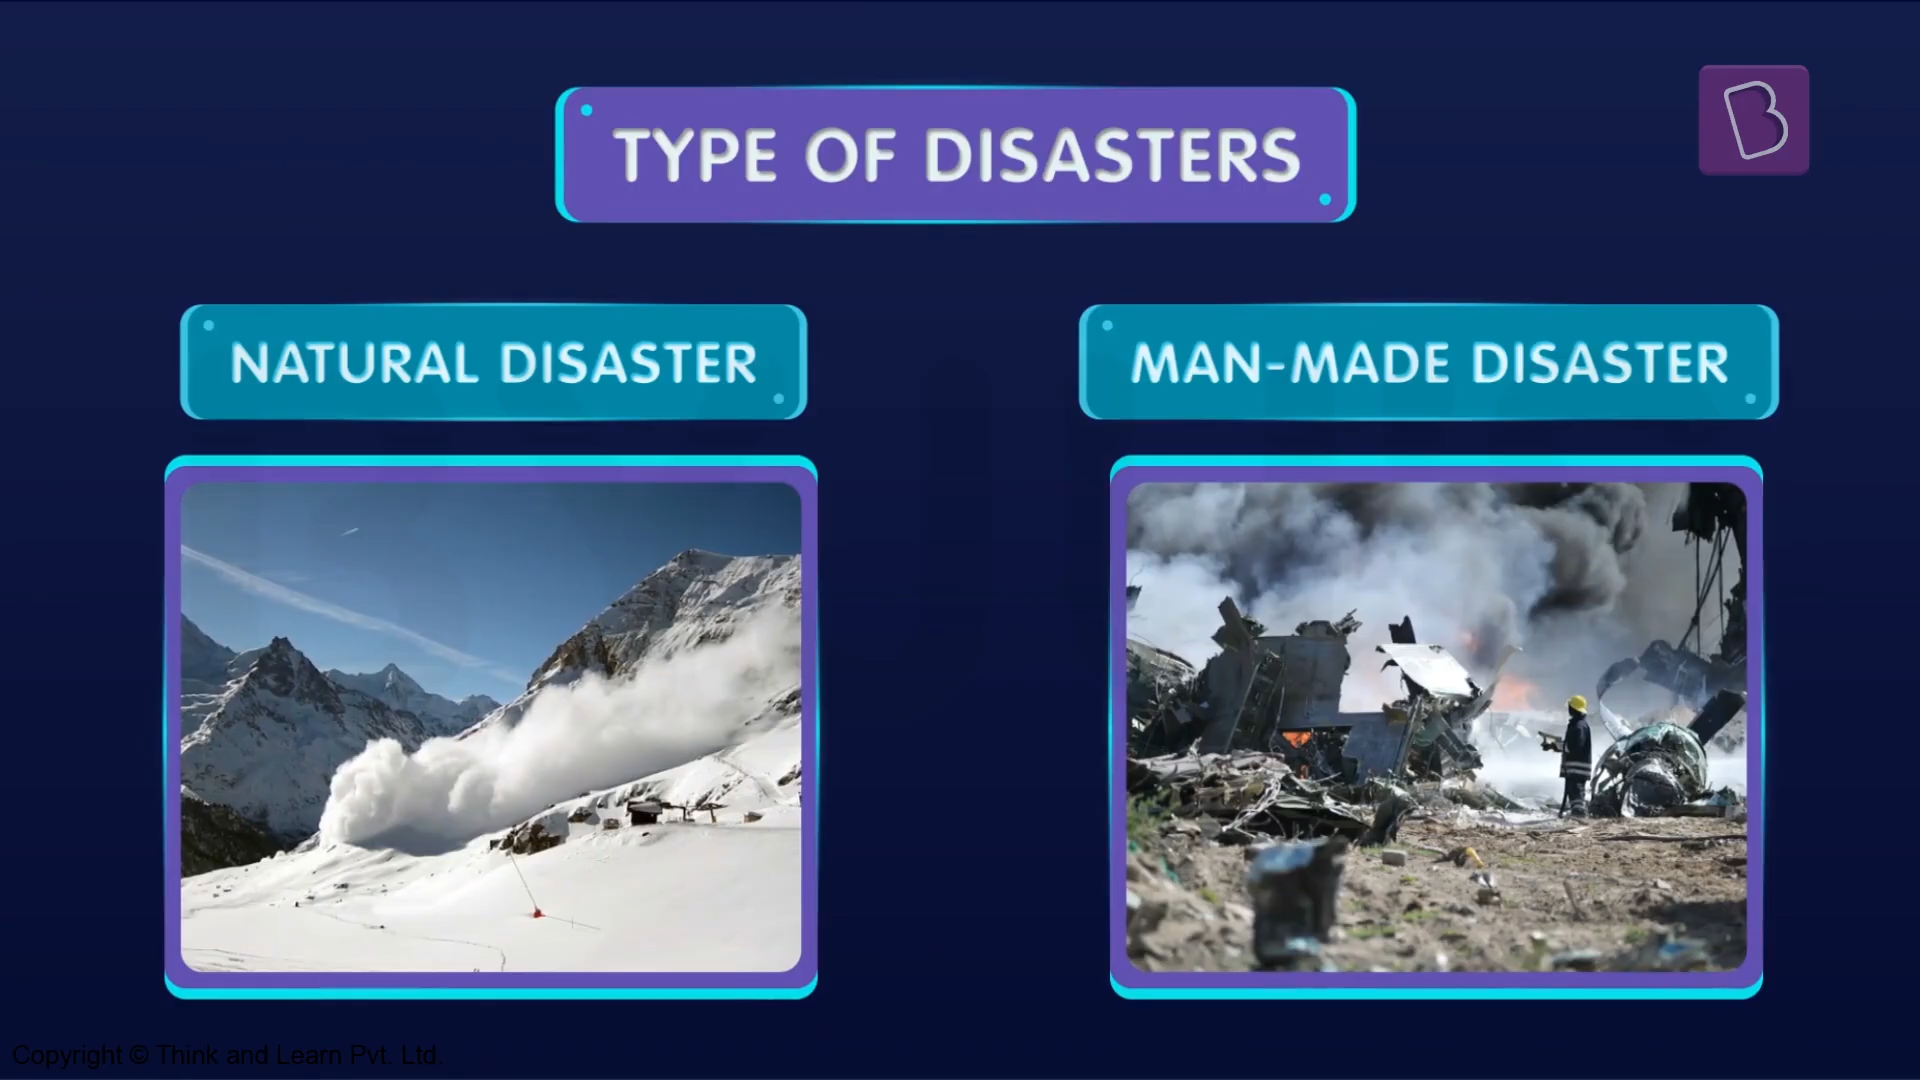 TYPE OF DISASTERS
B
NATURAL DISASTER
MAN-MADE DISASTER
Copyright © Think and Learn Pvt. Ltd.